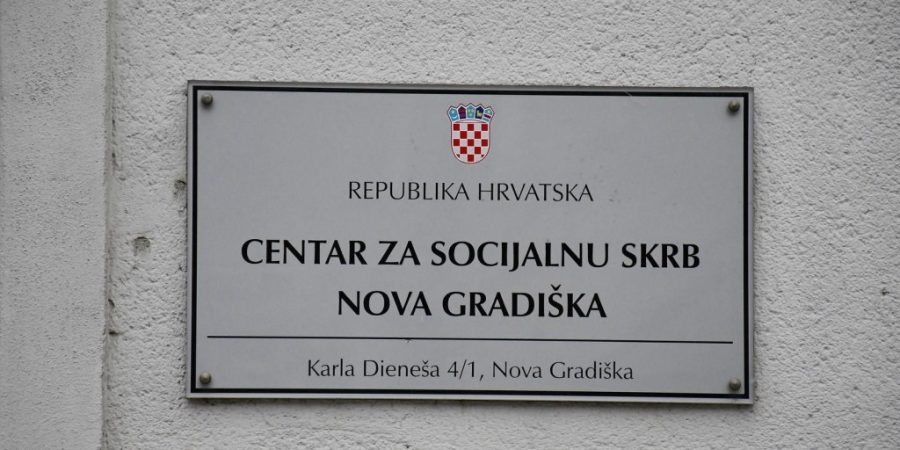 REPUBLIKA HRVATSKA
CENTAR ZA SOCIJALNU SKRB
NOVA GRADIŠKA
Karla Dieneša 4/1, Nova Gradiška